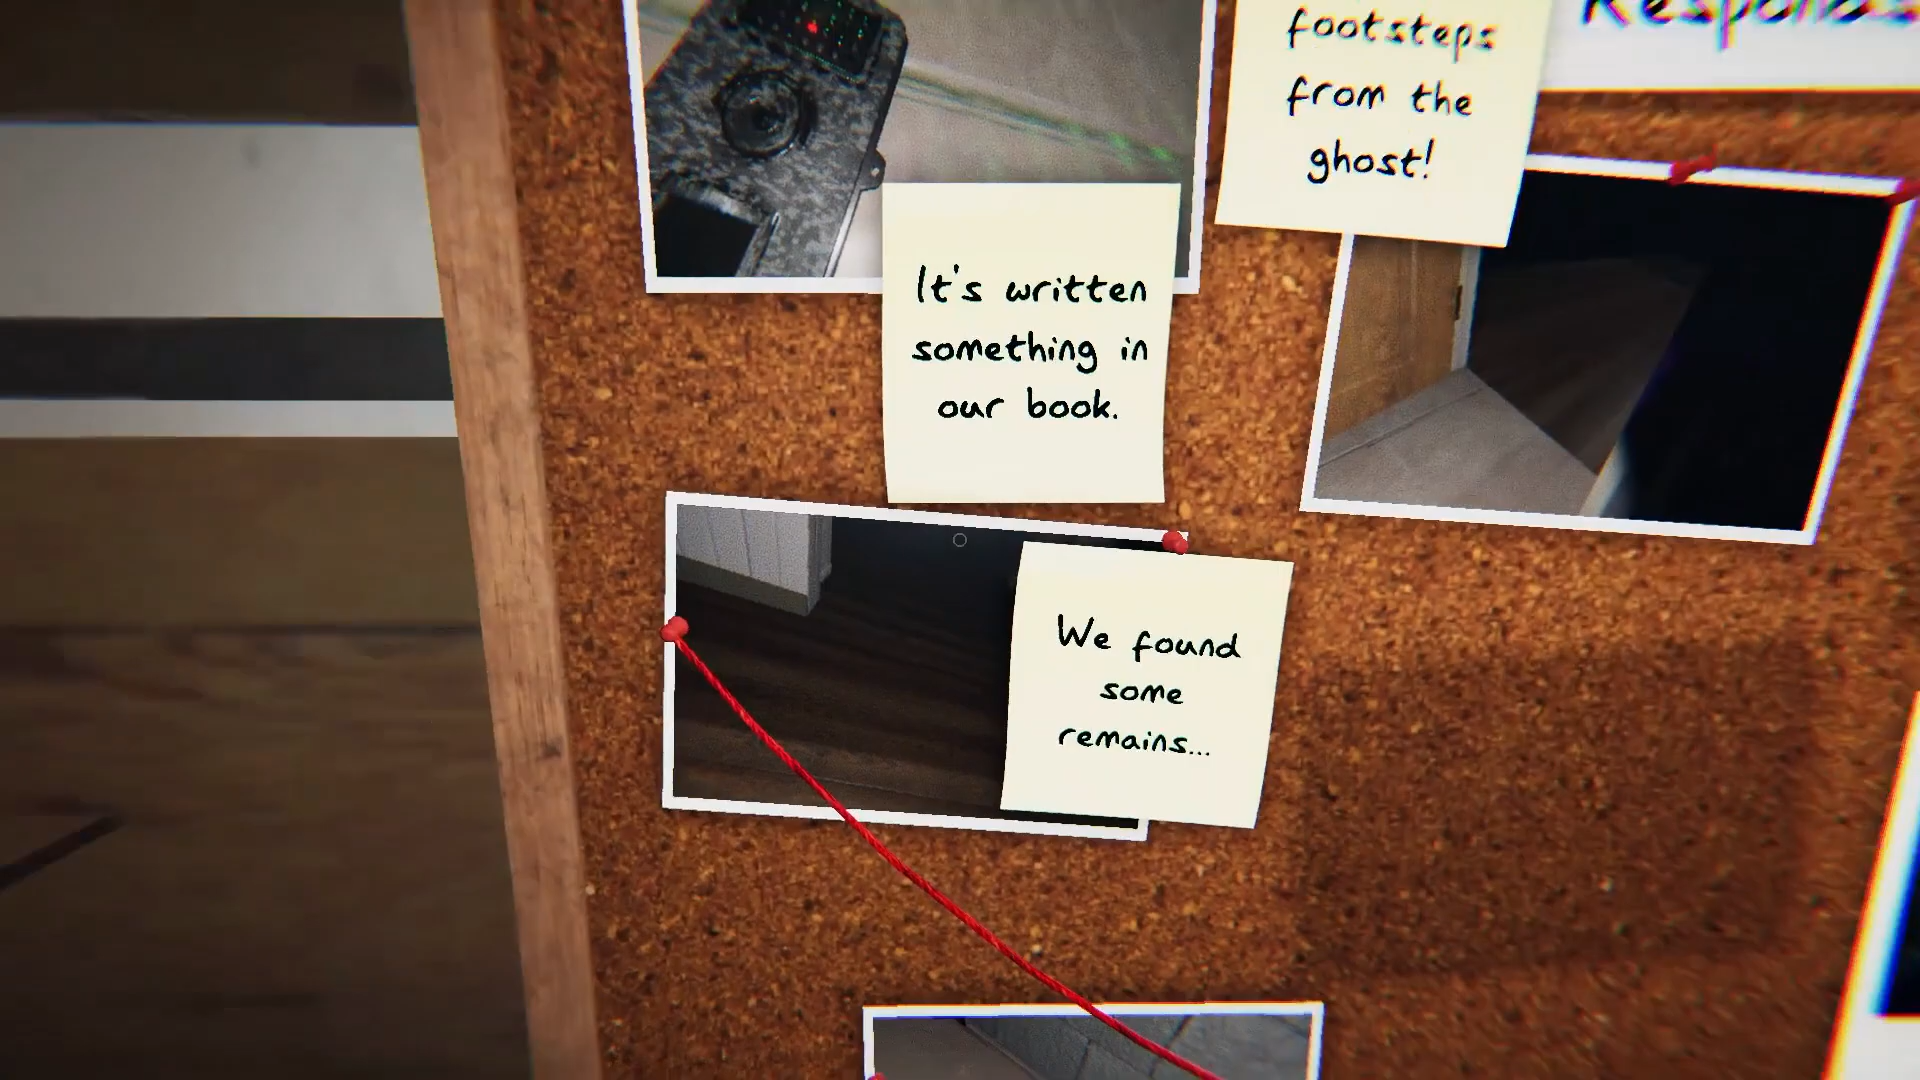 footsteps
from the
ghost!
It's written
something in
our book.
We found
some
remains...